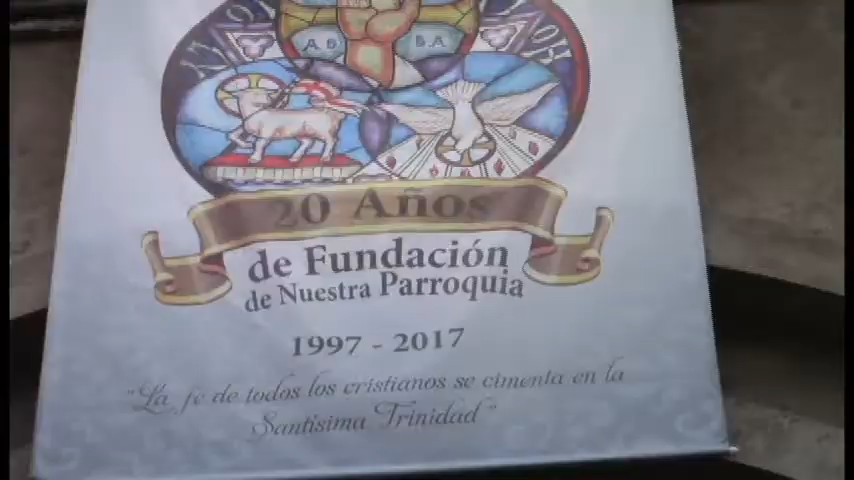 20 Años
de Fundación
de Nuestra Parroquia
1997 - 2017
"La fe de todos los cristianos se cimenta en la
Santísima Trinidad"